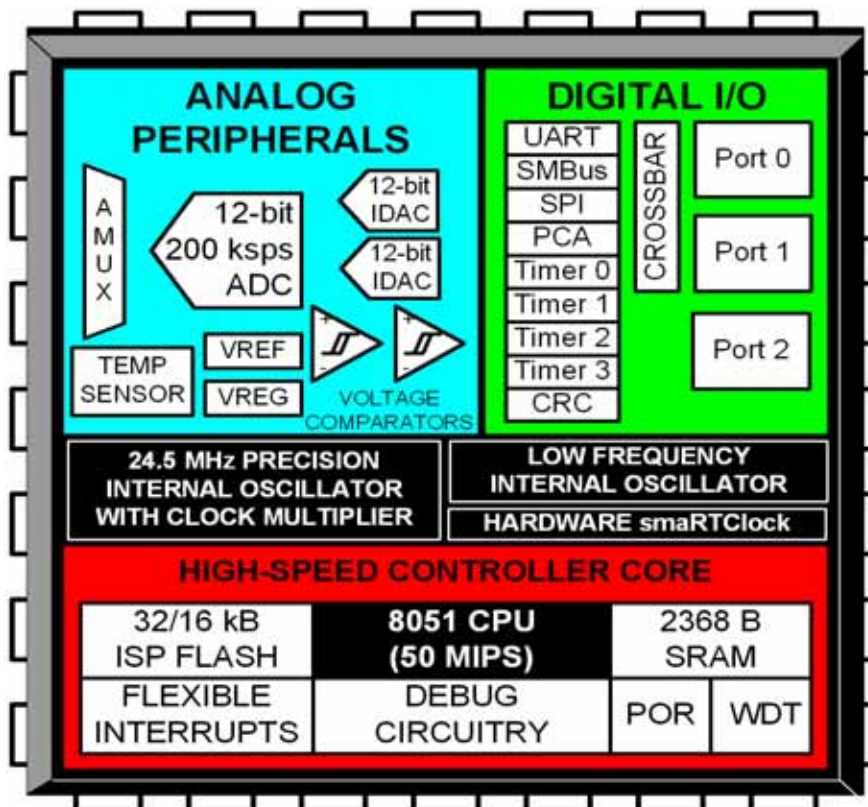 ANALOG
PERIPHERALS
A
M
U
X
12-bit
200 ksps
ADC
12-bit
IDAC
12-bit
IDAC
TEMP
SENSOR
VREF
VREG
+
-
+
-
VOLTAGE
COMPARATORS
DIGITAL I/O
UART
SMBus
SPI
PCA
Timer 0
Timer 1
Timer 2
Timer 3
CRC
CROSSBAR
Port 0
Port 1
Port 2
24.5 MHz PRECISION
INTERNAL OSCILLATOR
WITH CLOCK MULTIPLIER
LOW FREQUENCY
INTERNAL OSCILLATOR
HARDWARE smaRTClock
HIGH-SPEED CONTROLLER CORE
32/16 kB
ISP FLASH
8051 CPU
(50 MIPS)
2368 B
SRAM
FLEXIBLE
INTERRUPTS
DEBUG
CIRCUITRY
POR
WDT